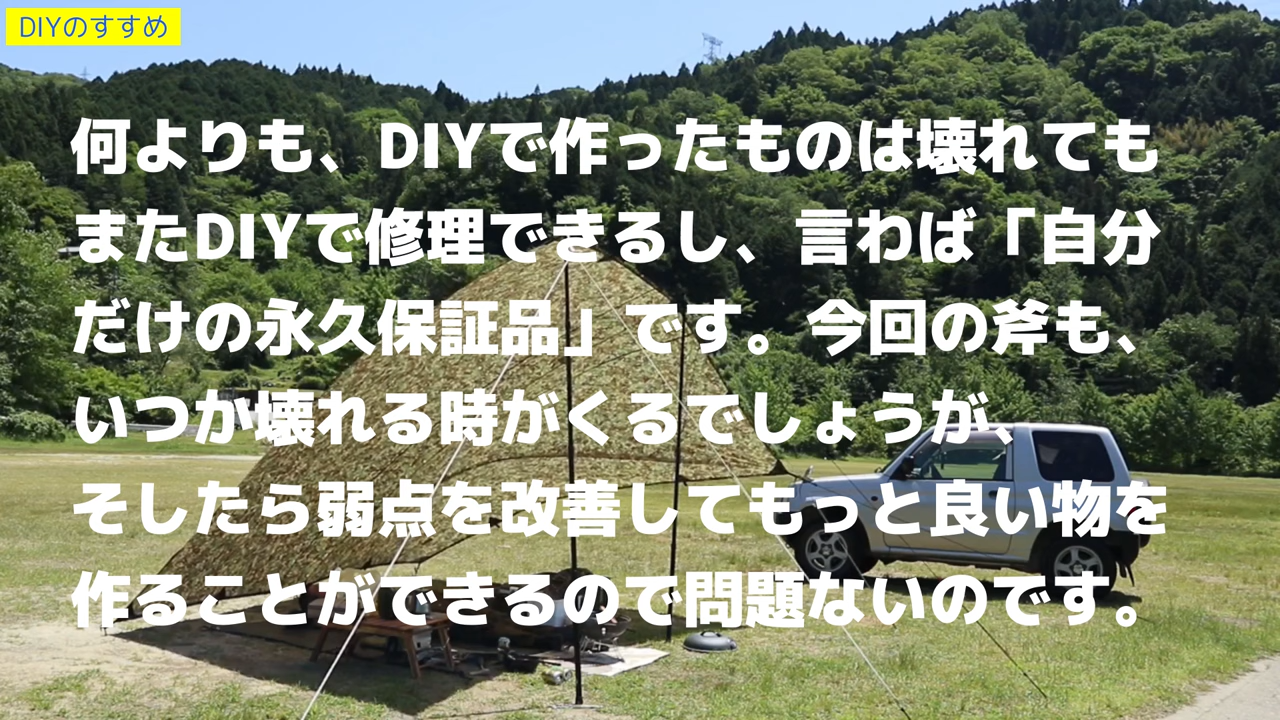 DIYのすすめ
何よりも、DIYで作ったものは壊れても
またDIYで修理できるし、言わば「自分
だけの永久保証品」です。今回の斧も、
いつか壊れる時がくるでしょうが、
そしたら弱点を改善してもっと良い物を
作ることができるので問題ないのです。